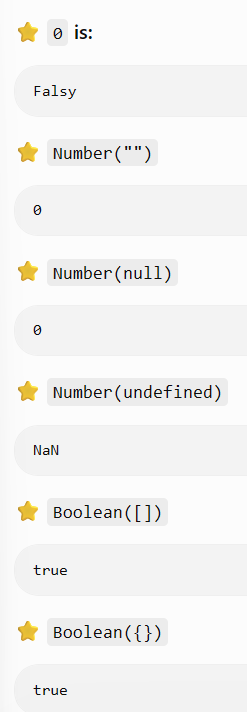 0 is:
Falsy
Number("")
0
Number(null)
0
Number(undefined)
NaN
Boolean([])
true
Boolean({})
true